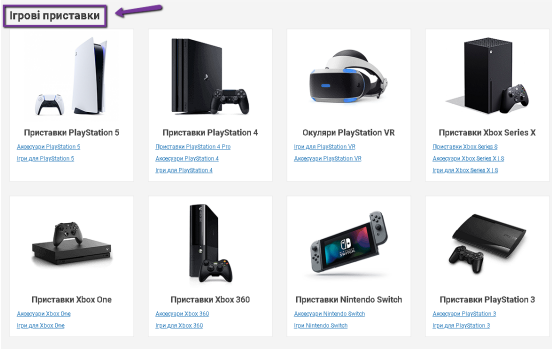 Ігрові приставки
Приставки PlayStation 5
Аксесуари PlayStation 5
Ігри для PlayStation 5
Приставки PlayStation 4
Приставки PlayStation 4 Pro
Аксесуари PlayStation 4
Ігри для PlayStation 4
Окуляри PlayStation VR
Ігри для PlayStation VR
Аксесуари PlayStation VR
Приставки Xbox Series X
Приставки Xbox Series S
Аксесуари Xbox Series X | S
Ігри для Xbox Series X | S
Приставки Xbox One
Аксесуари Xbox One
Ігри для Xbox One
Приставки Xbox 360
Аксесуари Xbox 360
Ігри для Xbox 360
Приставки Nintendo Switch
Аксесуари Nintendo Switch
Ігри Nintendo Switch
Приставки PlayStation 3
Аксесуари PlayStation 3
Ігри для PlayStation 3